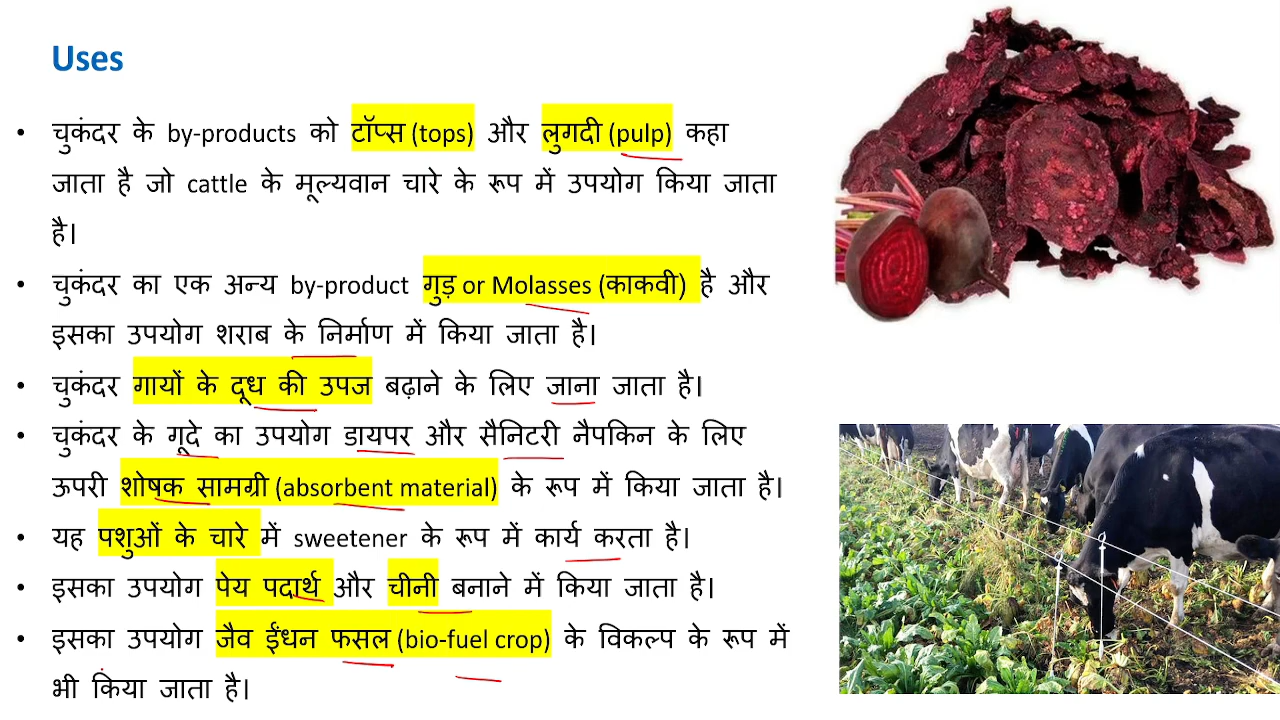 Uses
• चुकंदर के by-products को टॉप्स (tops) और लुगदी (pulp) कहा
जाता है जो cattle के मूल्यवान चारे के रूप में उपयोग किया जाता
है।
• चुकंदर का एक अन्य by-product गुड़ or Molasses (काकवी) है और
इसका उपयोग शराब के निर्माण में किया जाता है।
• चुकंदर गायों के दूध की उपज बढ़ाने के लिए जाना जाता है।
• चुकंदर के गूदे का उपयोग डायपर और सैनिटरी नैपकिन के लिए
ऊपरी शोषक सामग्री (absorbent material) के रूप में किया जाता है।
• यह पशुओं के चारे में sweetener के रूप में कार्य करता है।
• इसका उपयोग पेय पदार्थ और चीनी बनाने में किया जाता है।
• इसका उपयोग जैव ईंधन फसल (bio-fuel crop) के विकल्प के रूप में
भी किया जाता है।